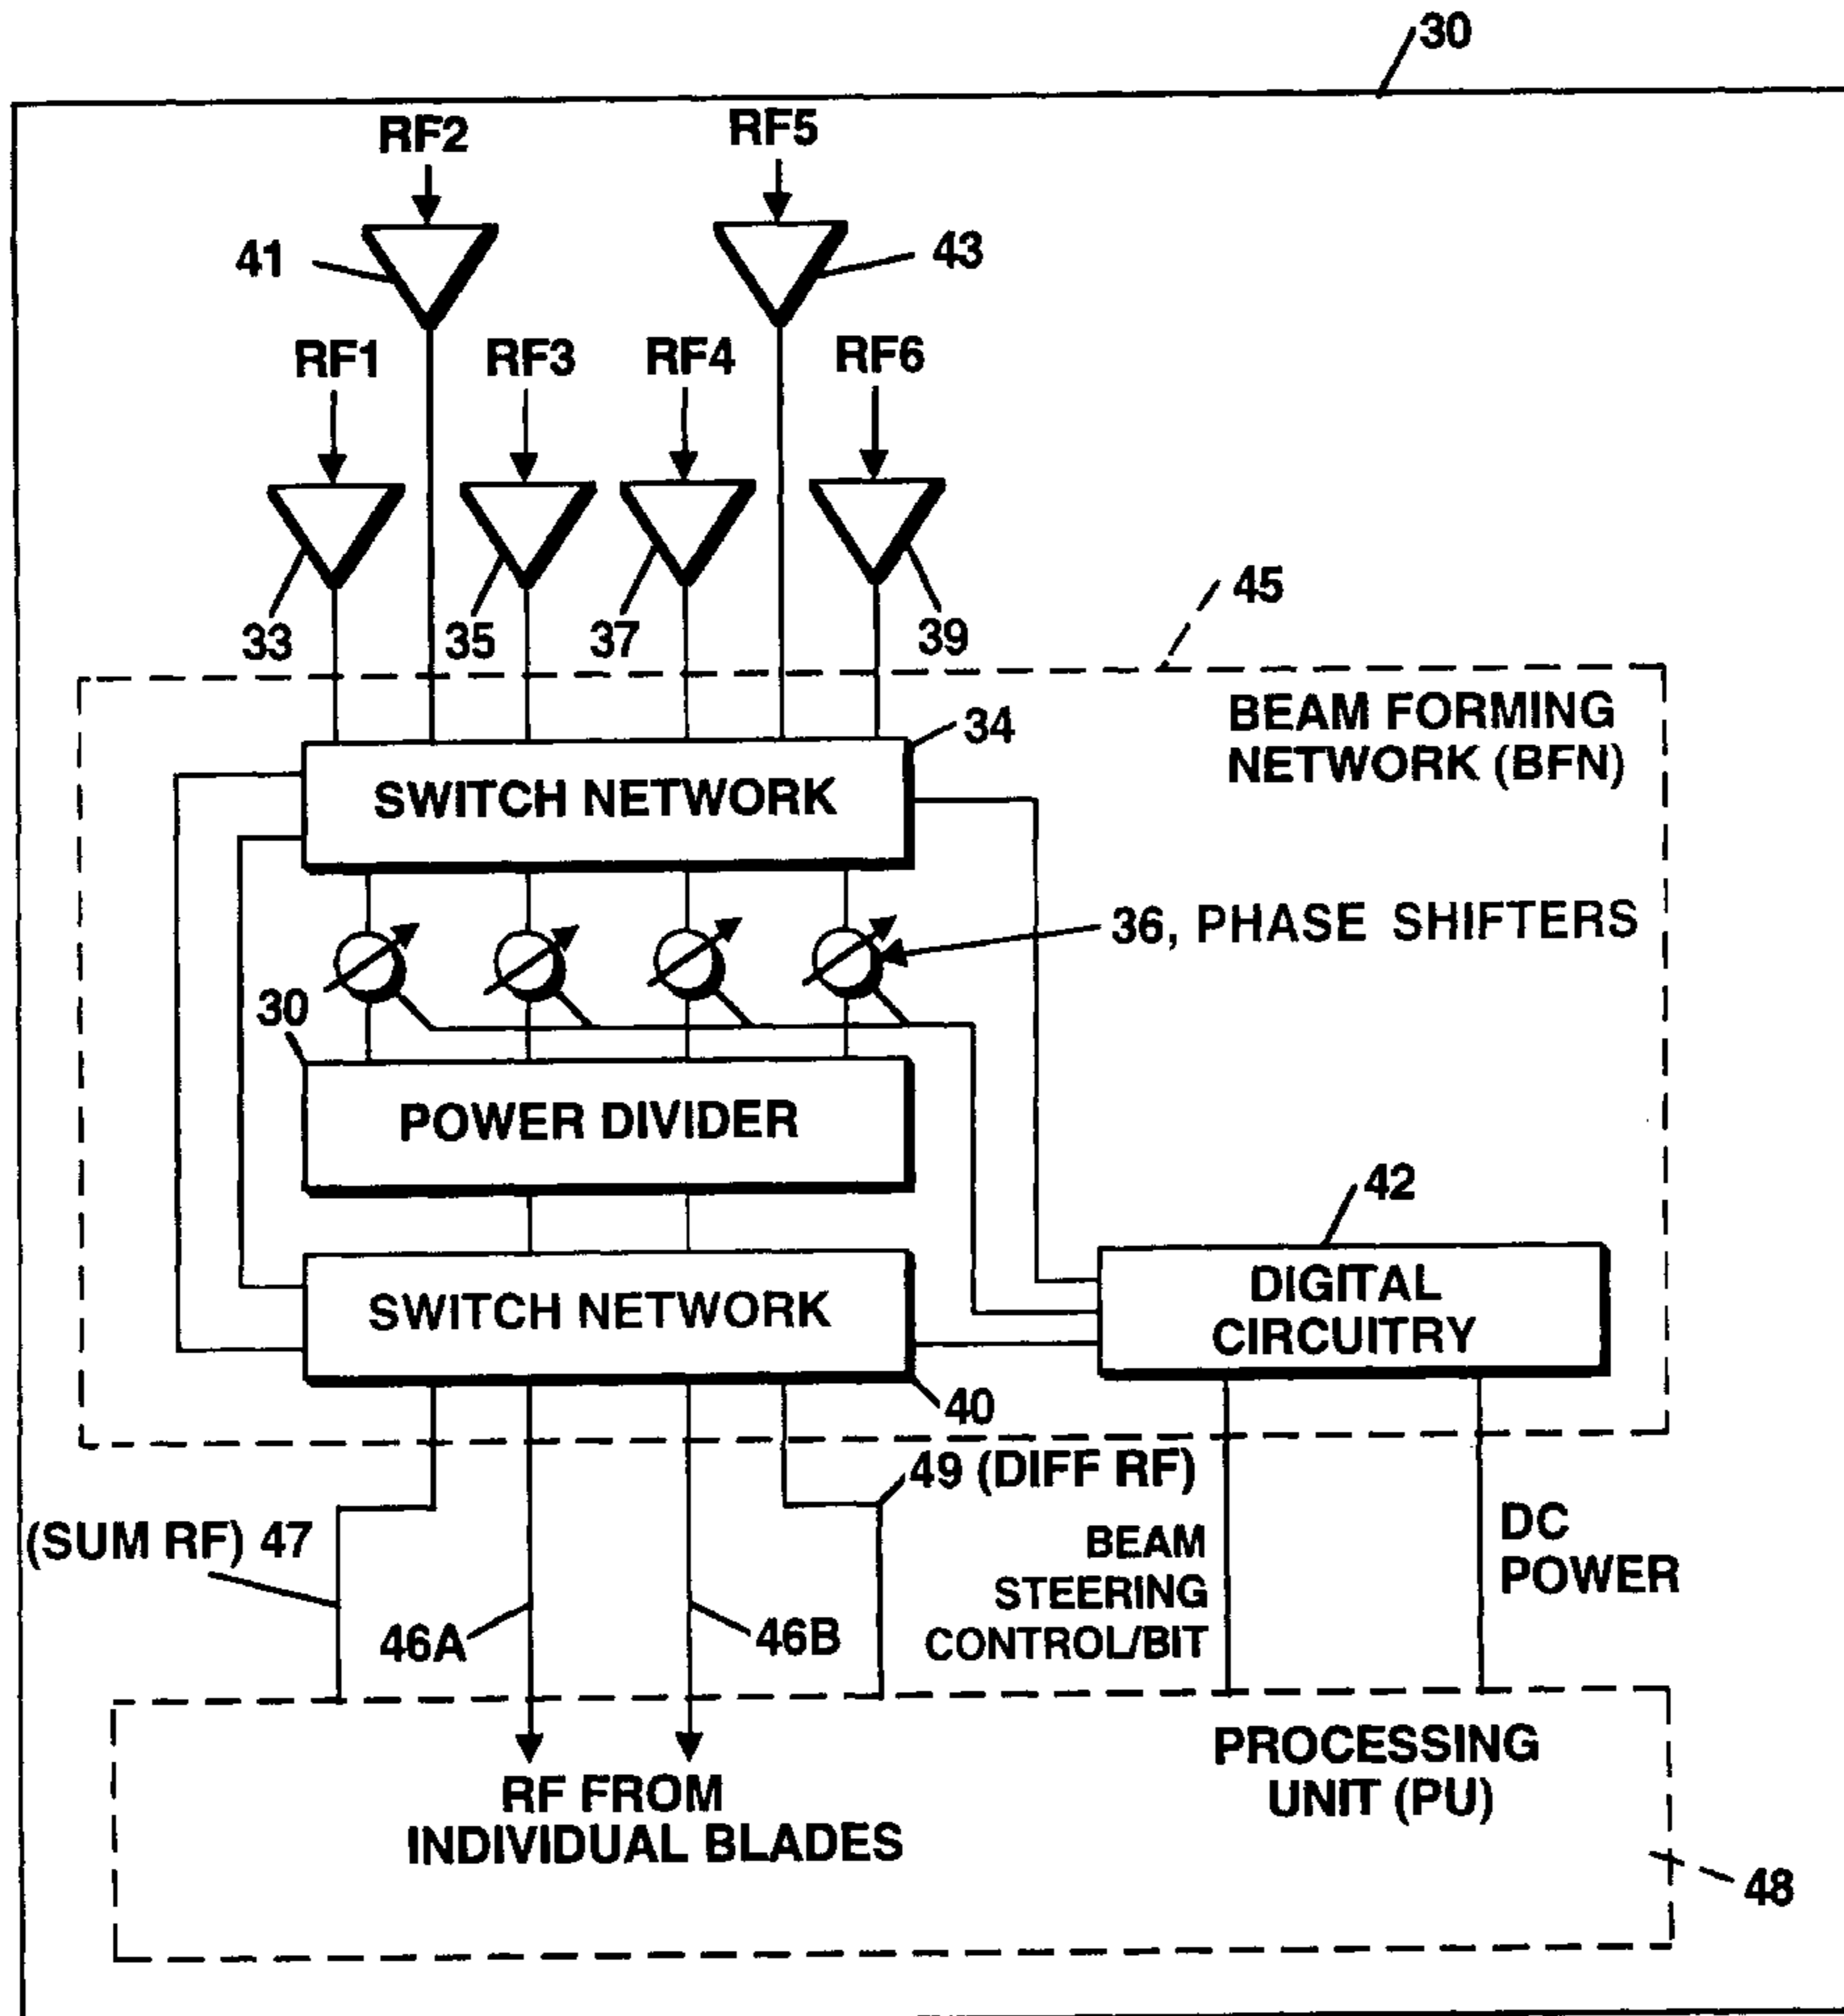 30
RF2
RF5
41
43
RF1
RF3
RF4
RF6
33
35
37
39
45
BEAM FORMING
NETWORK (BFN)
34
SWITCH NETWORK
36, PHASE SHIFTERS
30
POWER DIVIDER
42
SWITCH NETWORK
DIGITAL
CIRCUITRY
40
49 (DIFF RF)
(SUM RF) 47
BEAM
STEERING
CONTROL/BIT
DC
POWER
46A
46B
RF FROM
INDIVIDUAL BLADES
PROCESSING
UNIT (PU)
48